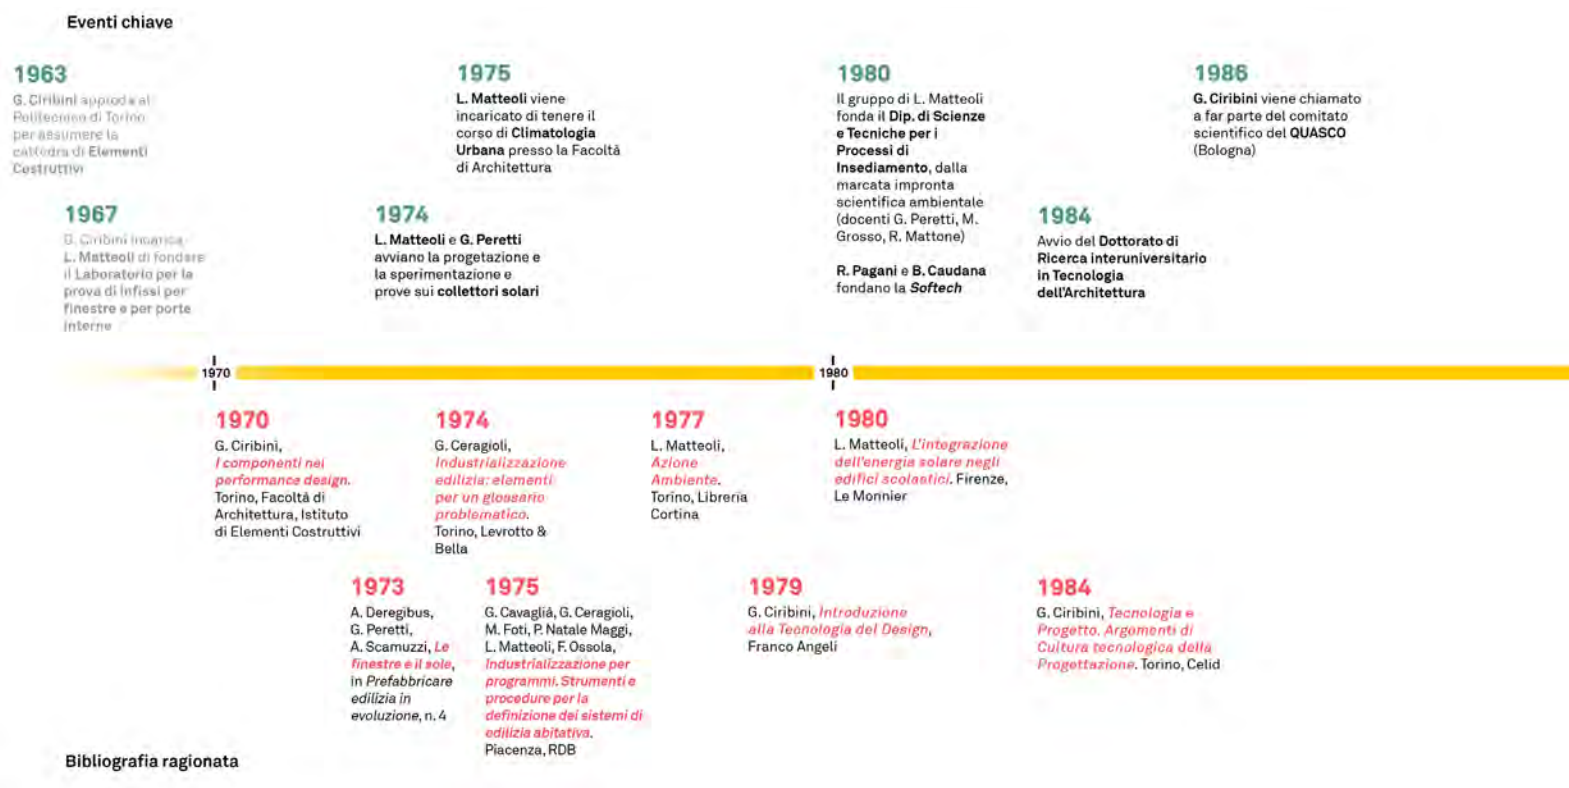 Eventi chiave
1963
G. Ciribini approda al
Politecnico di Torino
per assumere la
cattedra di Elementi
Costruttivi
1967
G. Ciribini incarica
L. Matteoli di fondare
il Laboratorio per la
prova di infissi per
finestre e per porte
interne
1975
L. Matteoli viene
incaricato di tenere il
corso di Climatologia
Urbana presso la Facoltà
di Architettura
1974
L. Matteoli e G. Peretti
avviano la progetazione e
la sperimentazione e
prove sui collettori solari
1980
Il gruppo di L. Matteoli
fonda il Dip. di Scienze
e Tecniche per i
Processi di
Insediamento, dalla
marcata impronta
scientifica ambientale
(docenti G. Peretti, M.
Grosso, R. Mattone)
R. Pagani e B. Caudana
fondano la Softech
1986
G. Ciribini viene chiamato
a far parte del comitato
scientifico del QUASCO
(Bologna)
1984
Avvio del Dottorato di
Ricerca interuniversitario
in Tecnologia
dell'Architettura
1970
1980
1970
G. Ciribini,
I componenti nel
performance design.
Torino, Facoltà di
Architettura, Istituto
di Elementi Costruttivi
1974
G. Ceragioli,
Industrializzazione
edilizia: elementi
per un glossario
problematico.
Torino, Levrotto &
Bella
1977
L. Matteoli,
Azione
Ambiente.
Torino, Libreria
Cortina
1980
L. Matteoli, L'integrazione
dell'energia solare negli
edifici scolastici. Firenze,
Le Monnier
1973
A. Deregibus,
G. Peretti,
A. Scamuzzi, Le
finestre e il sole,
in Prefabbricare
edilizia in
evoluzione, n. 4
1975
G. Cavaglià, G. Ceragioli,
M. Foti, P. Natale Maggi,
L. Matteoli, F. Ossola,
Industrializzazione per
programmi. Strumenti e
procedure per la
definizione dei sistemi di
edilizia abitativa.
Piacenza, RDB
1979
G. Ciribini, Introduzione
alla Tecnologia del Design,
Franco Angeli
1984
G. Ciribini, Tecnologia e
Progetto. Argomenti di
Cultura tecnologica della
Progettazione. Torino, Celid
Bibliografia ragionata